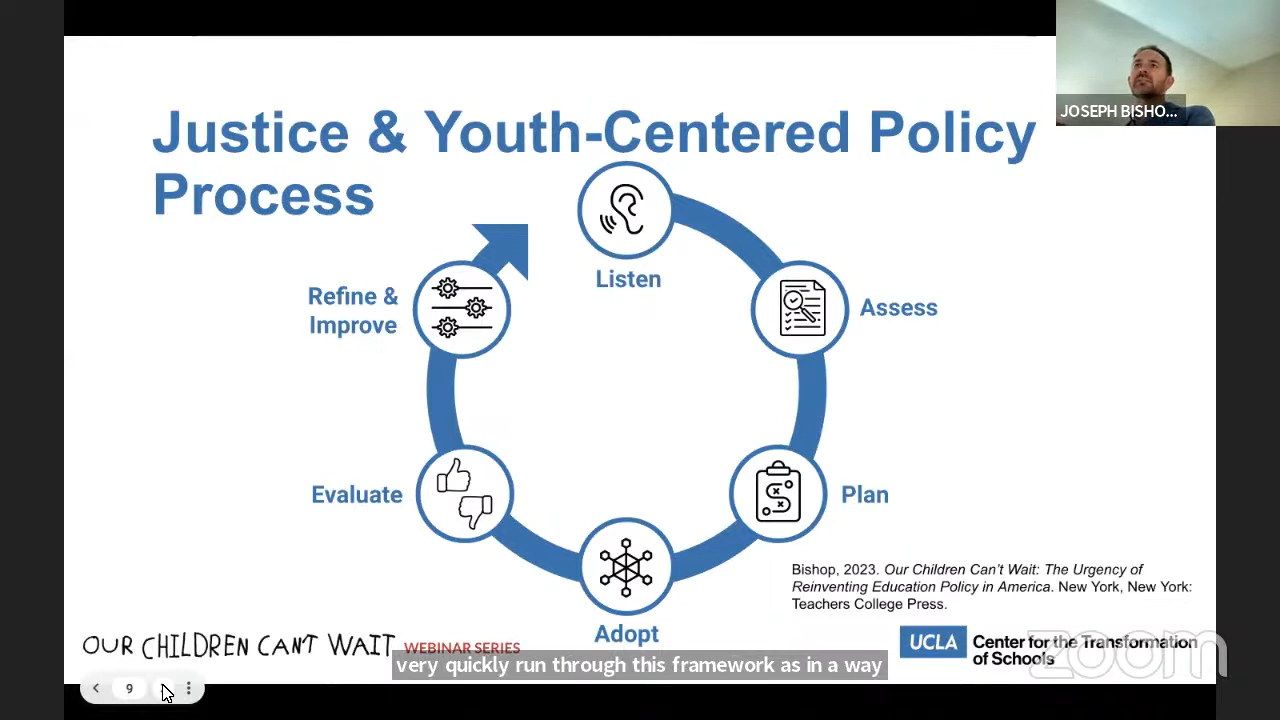 JOSEPH BISHO...
Justice & Youth-Centered Policy
Process
Listen
Assess
Plan
Adopt
Evaluate
Refine &
Improve
Bishop, 2023. Our Children Can't Wait: The Urgency of
Reinventing Education Policy in America. New York, New York:
Teachers College Press.
OUR CHILDREN CAN'T WAIT WEBINAR SERIES
UCLA Center for the Transformation
of Schools
zoom
very quickly run through this framework as in a way
9